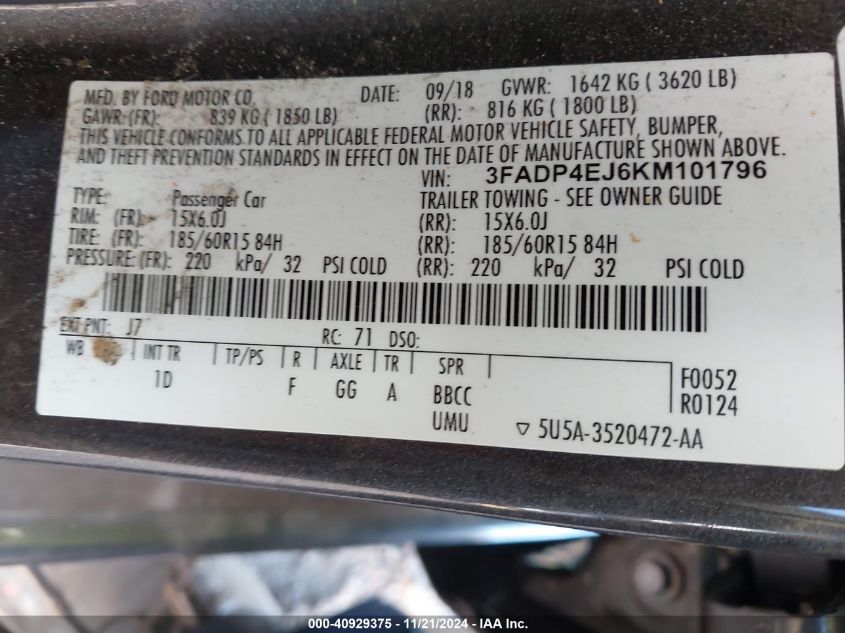 MFD. BY FORD MOTOR CO. DATE: 09/18 GVWR: 1642 KG ( 3620 LB)
GAWR: (FR): 839 KG ( 1850 LB) (RR): 816 KG ( 1800 LB)
THIS VEHICLE CONFORMS TO ALL APPLICABLE FEDERAL MOTOR VEHICLE SAFETY, BUMPER,
AND THEFT PREVENTION STANDARDS IN EFFECT ON THE DATE OF MANUFACTURE SHOWN ABOVE.
VIN: 3FADP4EJ6KM101796
TYPE: Passenger Car TRAILER TOWING - SEE OWNER GUIDE
RIM: (FR): 15X6.0J (RR): 15X6.0J
TIRE: (FR): 185/60R15 84H (RR): 185/60R15 84H
PRESSURE: (FR): 220 kPa/ 32 PSI COLD (RR): 220 kPa/ 32 PSI COLD
EXT PNT: J7 RC: 71 DSO:
WB INT TR TP/PS R AXLE TR SPR
1D F GG A BBCC F0052
UMU R0124
▽ 5U5A-3520472-AA
000-40929375 - 11/21/2024 - IAA Inc.